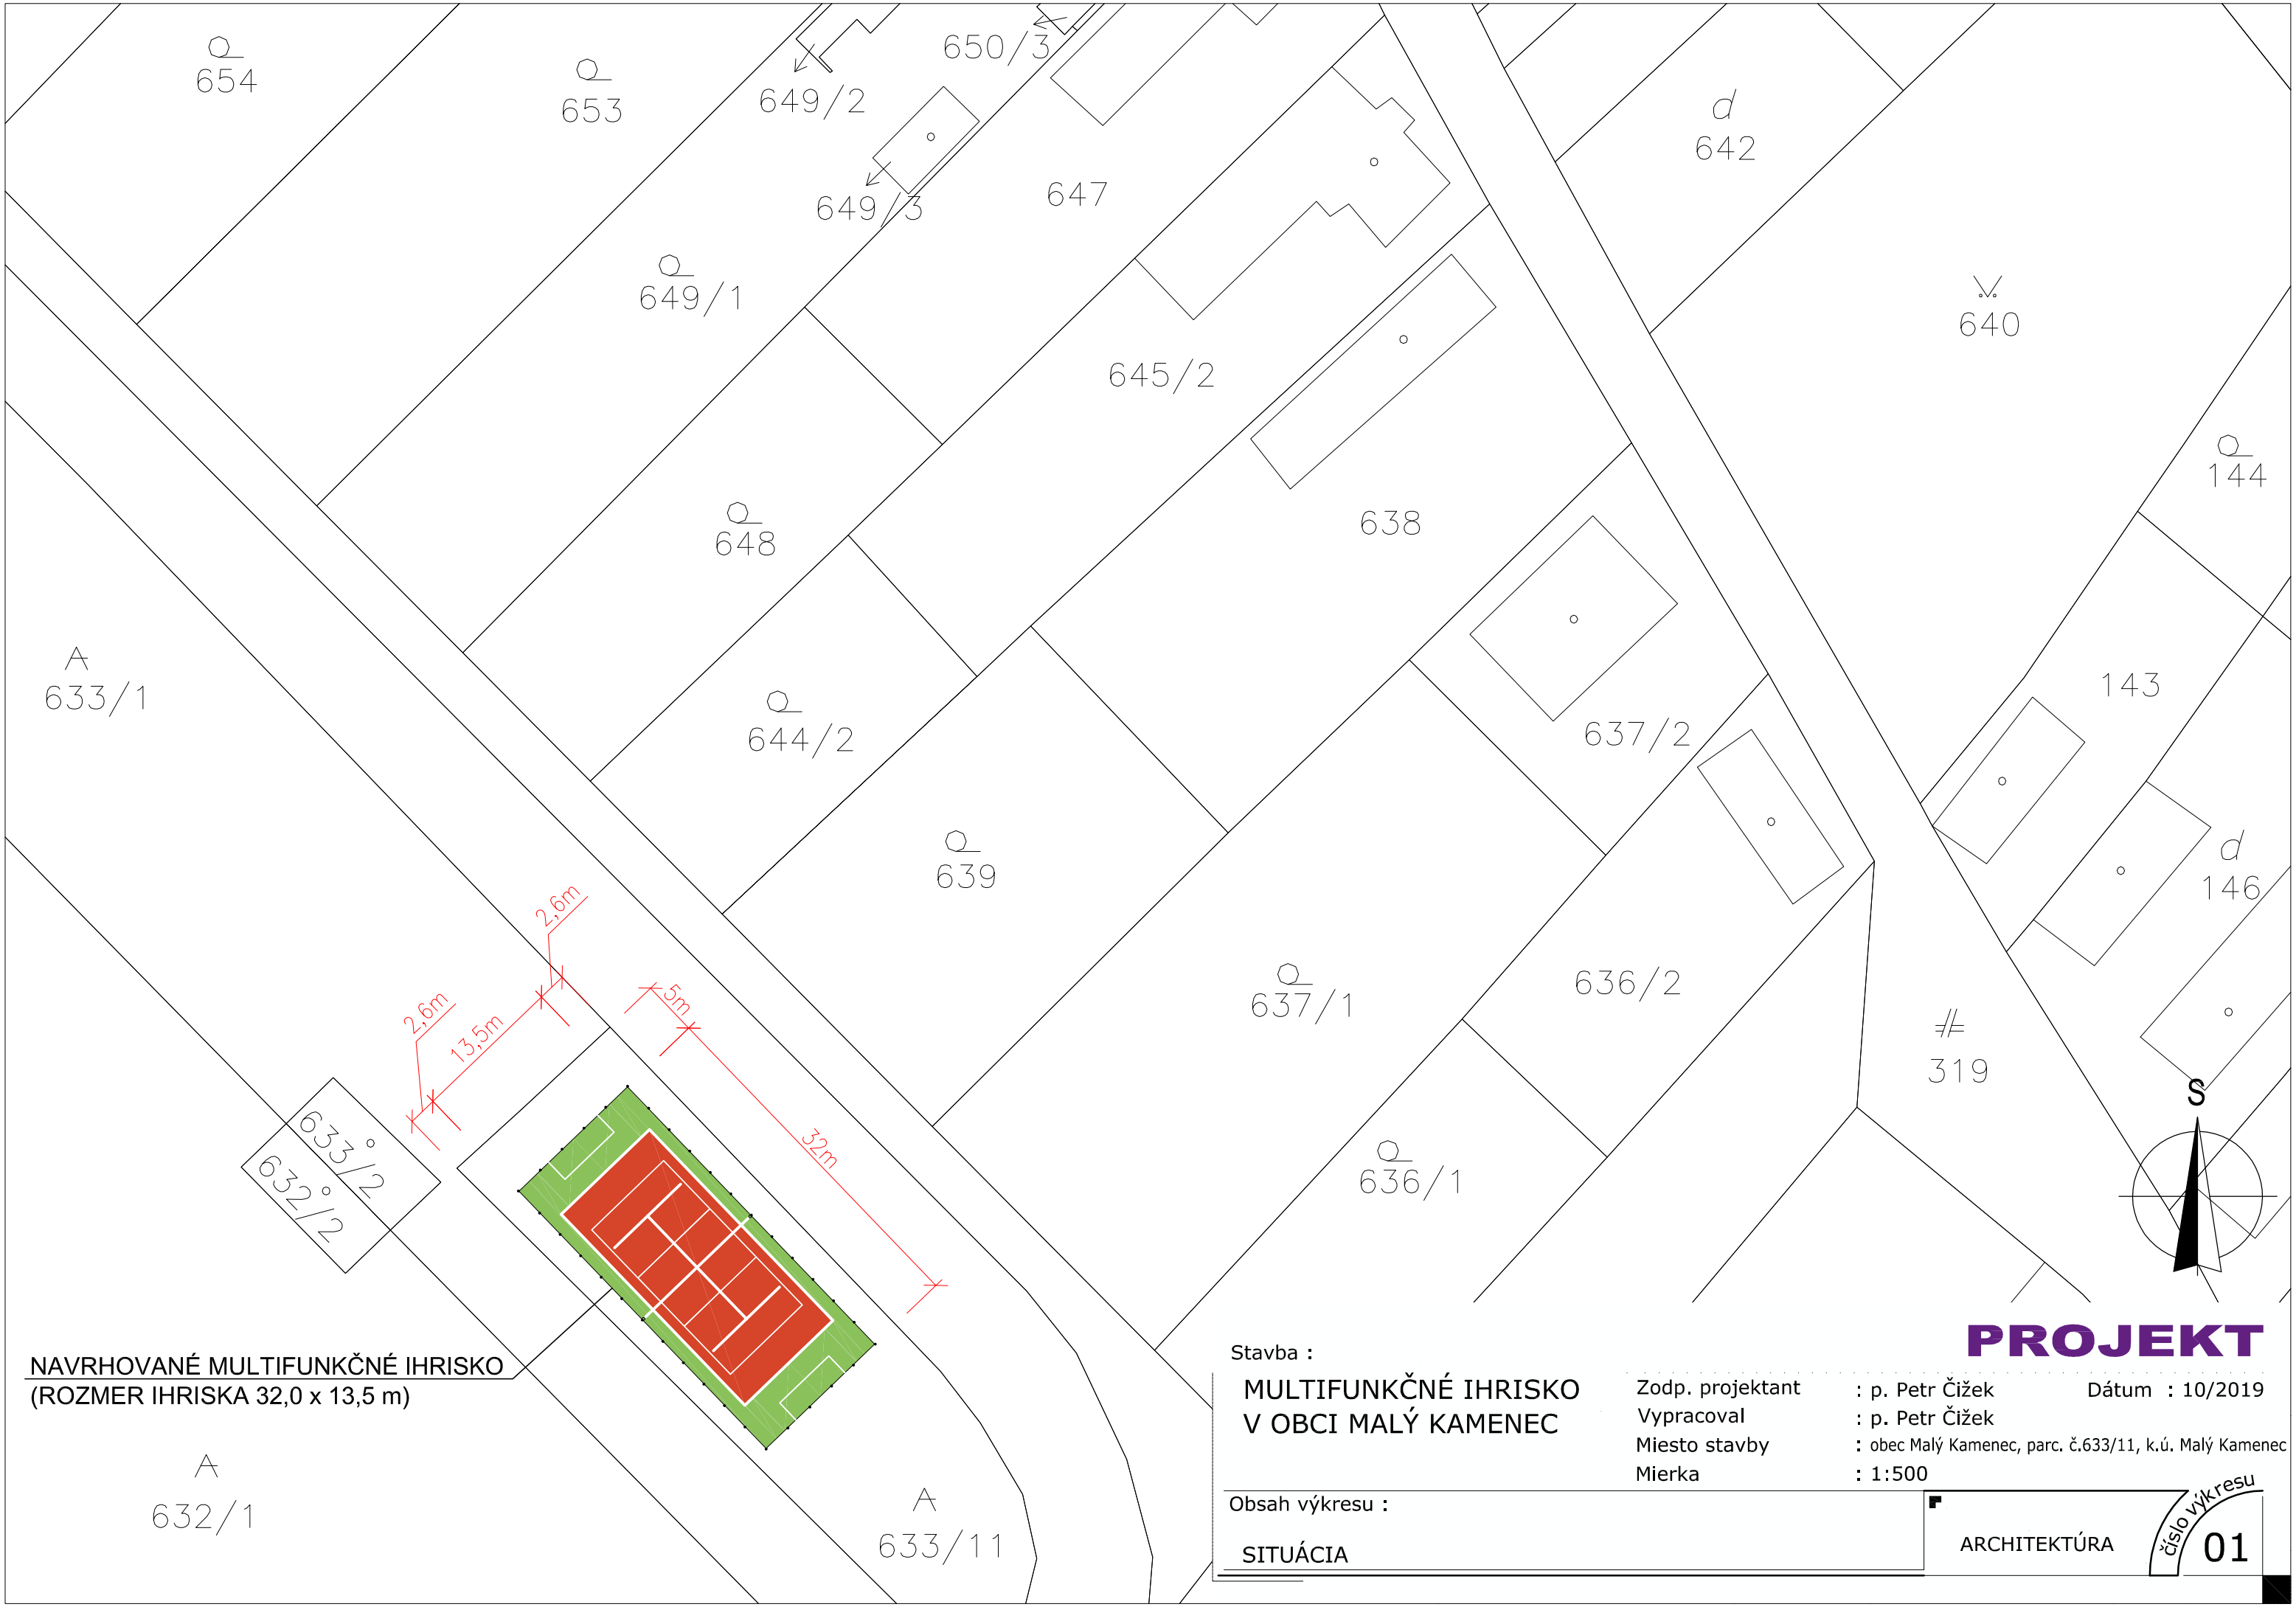 654
653
649/2
650/3
649/3
647
642
649/1
640
645/2
144
648
638
633/1
143
644/2
637/2
146
639
2,6m
2,6m
13,5m
5m
637/1
636/2
319
633/2
632/2
32m
636/1
S
NAVRHOVANÉ MULTIFUNKČNÉ IHRISKO
(ROZMER IHRISKA 32,0 x 13,5 m)
632/1
633/11
PROJEKT
Stavba :
MULTIFUNKČNÉ IHRISKO
V OBCI MALÝ KAMENEC
Zodp. projektant : p. Petr Čižek Dátum : 10/2019
Vypracoval : p. Petr Čižek
Miesto stavby : obec Malý Kamenec, parc. č.633/11, k.ú. Malý Kamenec
Mierka : 1:500
Obsah výkresu :
SITUÁCIA
ARCHITEKTÚRA
číslo výkresu
01